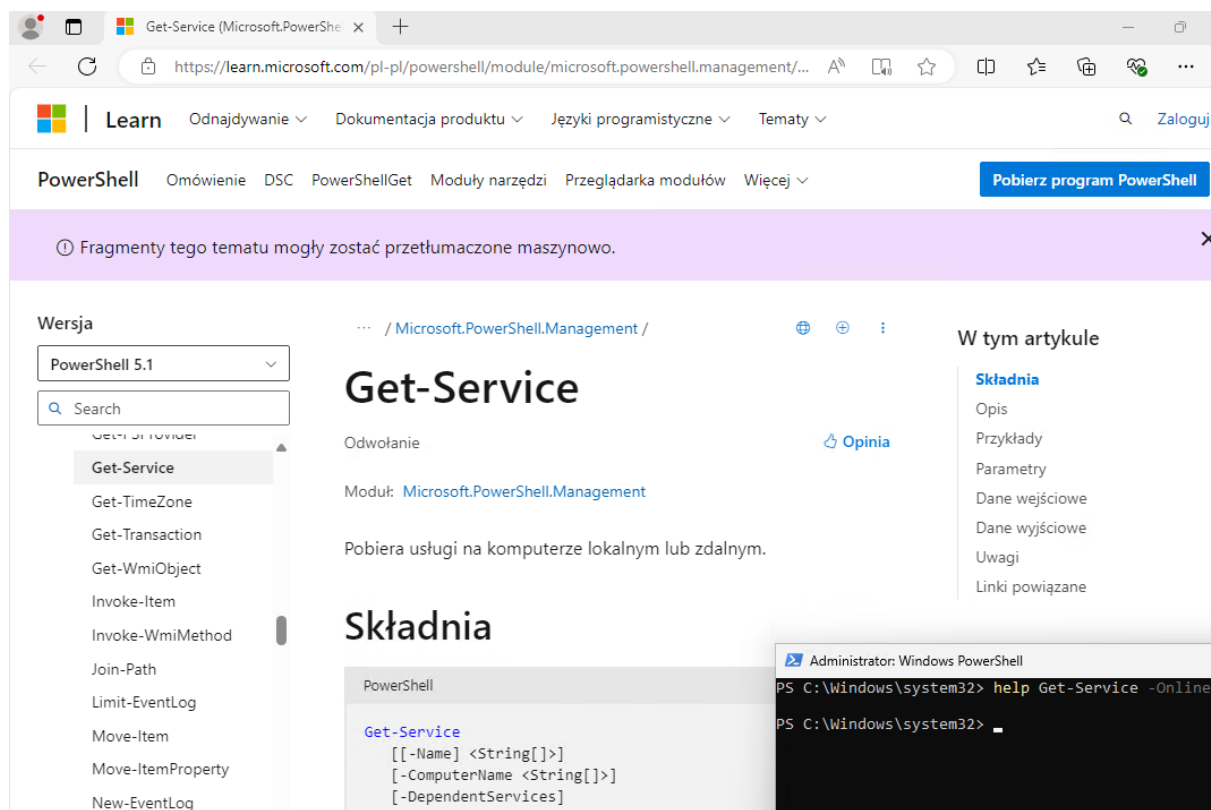 Get-Service (Microsoft.PowerShe
https://learn.microsoft.com/pl-pl/powershell/module/microsoft.powershell.management/...
Learn Odnajdywanie Dokumentacja produktu Języki programistyczne Tematy Zaloguj
PowerShell Omówienie DSC PowerShellGet Moduły narzędzi Przeglądarka modułów Więcej Pobierz program PowerShell
Fragmenty tego tematu mogły zostać przetłumaczone maszynowo.
Wersja
PowerShell 5.1
Search
Get-PSProvider
Get-Service
Get-TimeZone
Get-Transaction
Get-WmiObject
Invoke-Item
Invoke-WmiMethod
Join-Path
Limit-EventLog
Move-Item
Move-ItemProperty
New-EventLog
... / Microsoft.PowerShell.Management /
Get-Service
Odwołanie
Opinia
Moduł: Microsoft.PowerShell.Management
Pobiera usługi na komputerze lokalnym lub zdalnym.
Składnia
PowerShell
Get-Service
[[-Name] <String[]>]
[-ComputerName <String[]>]
[-DependentServices]
W tym artykule
Składnia
Opis
Przykłady
Parametry
Dane wejściowe
Dane wyjściowe
Uwagi
Linki powiązane
Administrator: Windows PowerShell
PS C:\Windows\system32> help Get-Service -Online
PS C:\Windows\system32>